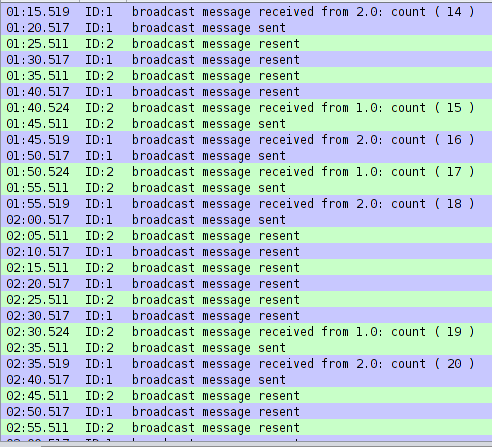 01:15.519 ID:1 broadcast message received from 2.0: count ( 14 )
01:20.517 ID:1 broadcast message sent
01:25.511 ID:2 broadcast message resent
01:30.517 ID:1 broadcast message resent
01:35.511 ID:2 broadcast message resent
01:40.517 ID:1 broadcast message resent
01:40.524 ID:2 broadcast message received from 1.0: count ( 15 )
01:45.511 ID:2 broadcast message sent
01:45.519 ID:1 broadcast message received from 2.0: count ( 16 )
01:50.517 ID:1 broadcast message sent
01:50.524 ID:2 broadcast message received from 1.0: count ( 17 )
01:55.511 ID:2 broadcast message sent
01:55.519 ID:1 broadcast message received from 2.0: count ( 18 )
02:00.517 ID:1 broadcast message sent
02:05.511 ID:2 broadcast message resent
02:10.517 ID:1 broadcast message resent
02:15.511 ID:2 broadcast message resent
02:20.517 ID:1 broadcast message resent
02:25.511 ID:2 broadcast message resent
02:30.517 ID:1 broadcast message resent
02:30.524 ID:2 broadcast message received from 1.0: count ( 19 )
02:35.511 ID:2 broadcast message sent
02:35.519 ID:1 broadcast message received from 2.0: count ( 20 )
02:40.517 ID:1 broadcast message sent
02:45.511 ID:2 broadcast message resent
02:50.517 ID:1 broadcast message resent
02:55.511 ID:2 broadcast message resent